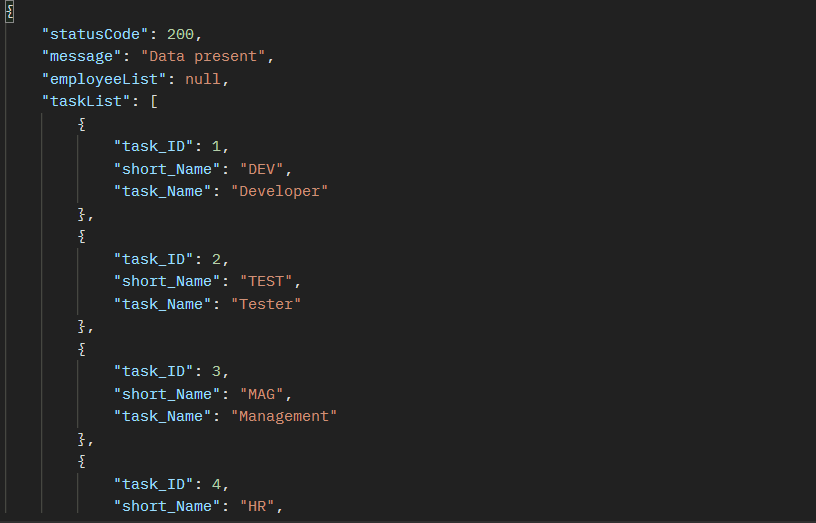 {
    "statusCode": 200,
    "message": "Data present",
    "employeeList": null,
    "taskList": [
        {
            "task_ID": 1,
            "short_Name": "DEV",
            "task_Name": "Developer"
        },
        {
            "task_ID": 2,
            "short_Name": "TEST",
            "task_Name": "Tester"
        },
        {
            "task_ID": 3,
            "short_Name": "MAG",
            "task_Name": "Management"
        },
        {
            "task_ID": 4,
            "short_Name": "HR",